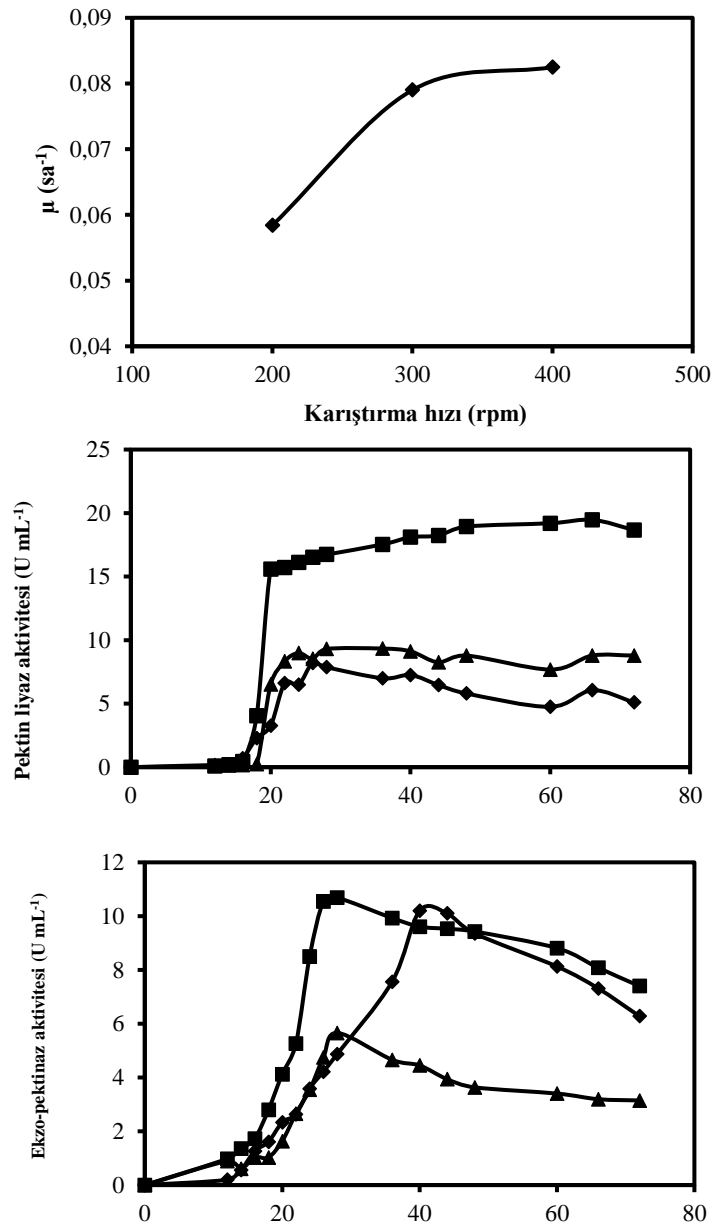 0,09
0,08
0,07
0,06
0,05
0,04
µ (sa⁻¹)
100 200 300 400 500
Karıştırma hızı (rpm)
25
20
15
10
5
0
Pektin liyaz aktivitesi (U mL⁻¹)
0 20 40 60 80
12
10
8
6
4
2
0
Ekzo-pektinaz aktivitesi (U mL⁻¹)
0 20 40 60 80